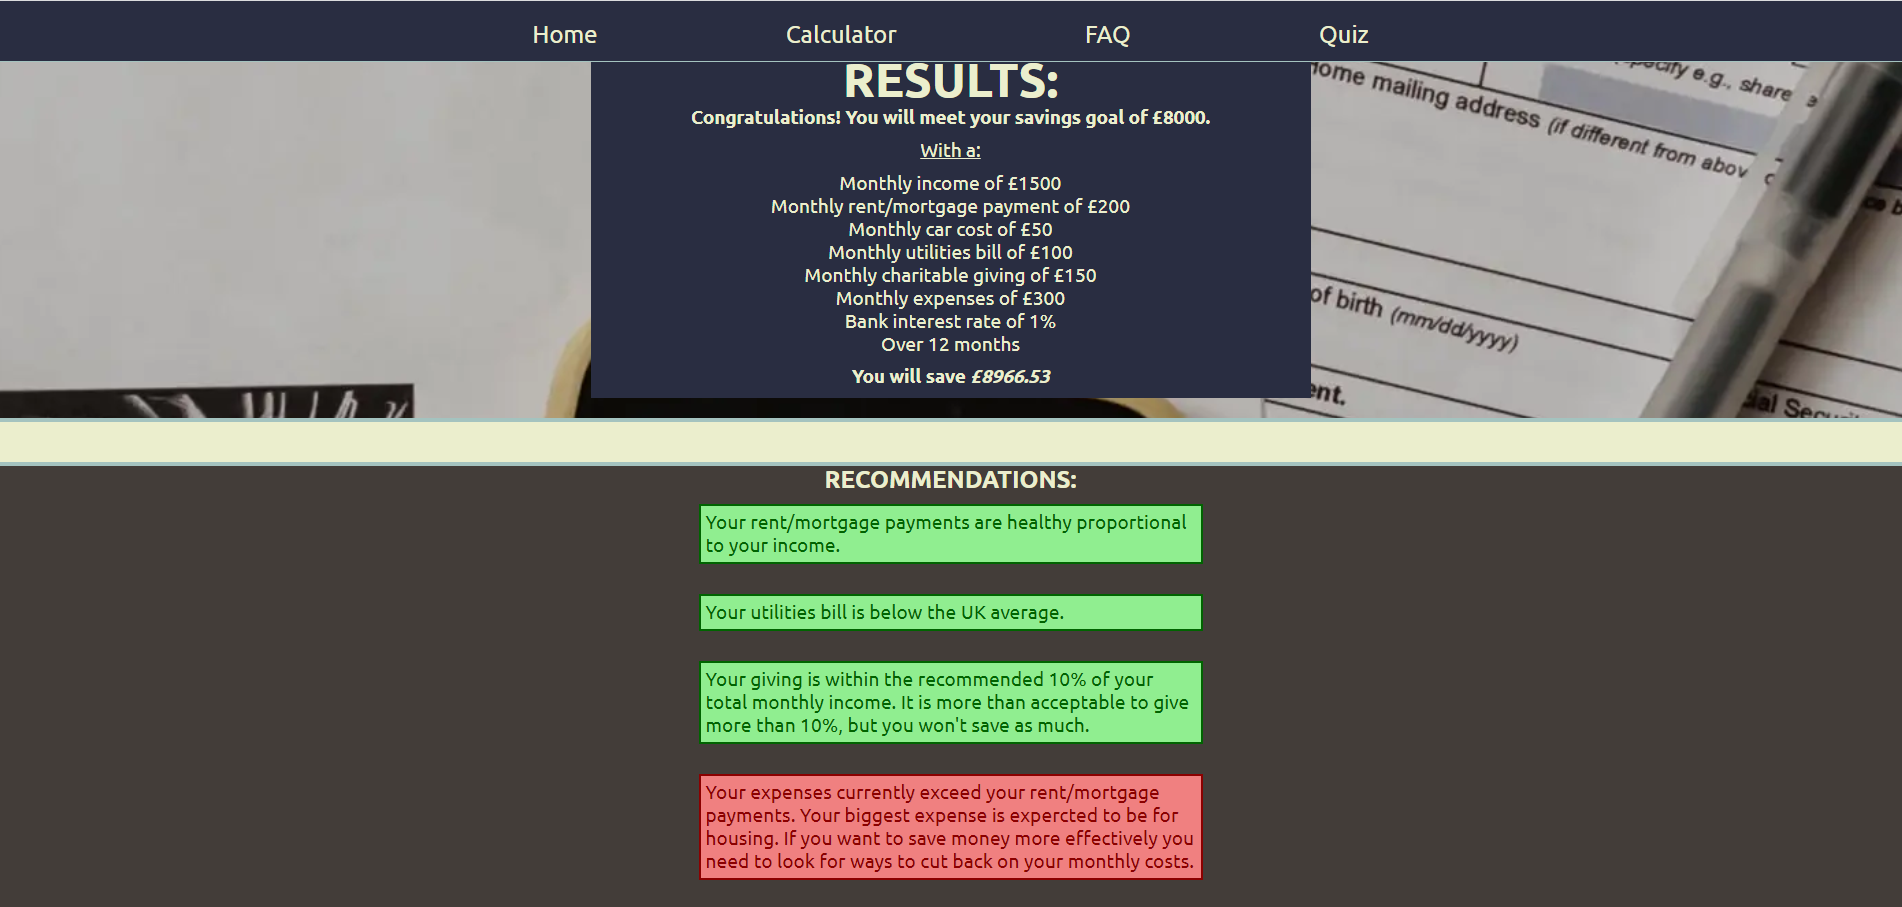 Home Calculator FAQ Quiz
RESULTS:
Congratulations! You will meet your savings goal of £8000.
With a:
Monthly income of £1500
Monthly rent/mortgage payment of £200
Monthly car cost of £50
Monthly utilities bill of £100
Monthly charitable giving of £150
Monthly expenses of £300
Bank interest rate of 1%
Over 12 months
You will save £8966.53
ome mailing address (if different from abov
specify e.g., share
of birth (mm/dd/yyyy)
ent.
ial Securi
RECOMMENDATIONS:
Your rent/mortgage payments are healthy proportional
to your income.
Your utilities bill is below the UK average.
Your giving is within the recommended 10% of your
total monthly income. It is more than acceptable to give
more than 10%, but you won't save as much.
Your expenses currently exceed your rent/mortgage
payments. Your biggest expense is expercted to be for
housing. If you want to save money more effectively you
need to look for ways to cut back on your monthly costs.